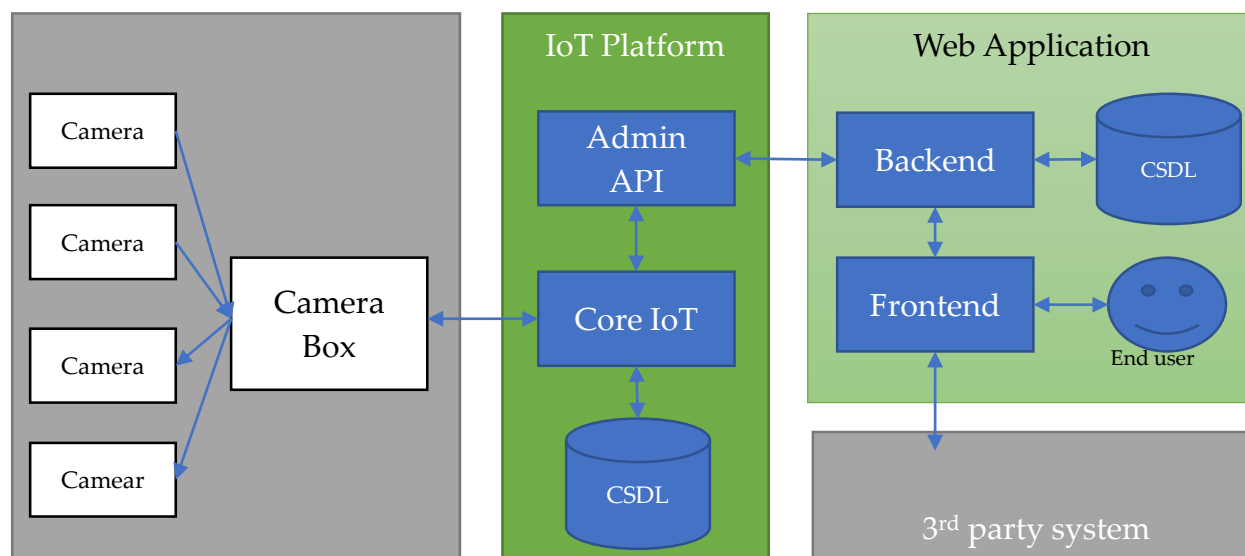 Camera
Camera
Camera
Camear
Camera
Box
IoT Platform
Admin
API
Core IoT
CSDL
Web Application
Backend
CSDL
Frontend
End user
3rd party system